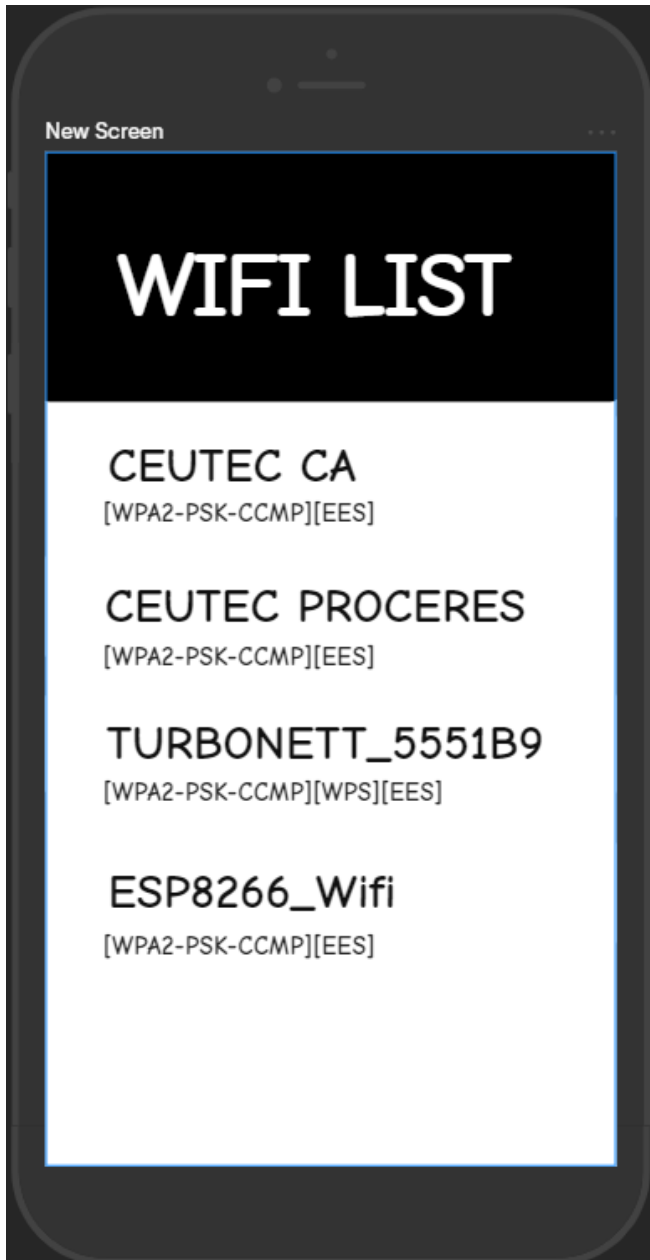 New Screen
WIFI LIST
CEUTEC CA
[WPA2-PSK-CCMP][EES]
CEUTEC PROCERES
[WPA2-PSK-CCMP][EES]
TURBONETT_5551B9
[WPA2-PSK-CCMP][WPS][EES]
ESP8266_Wifi
[WPA2-PSK-CCMP][EES]